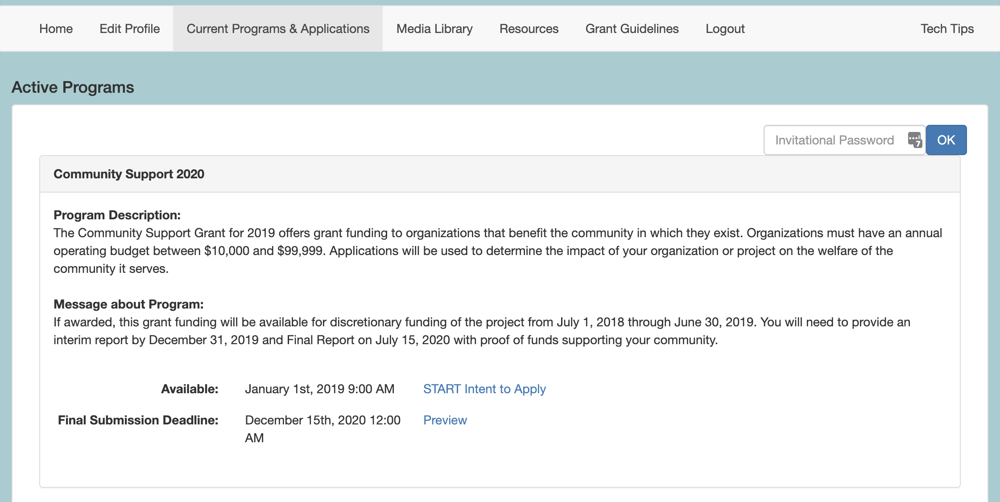 Home Edit Profile Current Programs & Applications Media Library Resources Grant Guidelines Logout Tech Tips
Active Programs
Invitational Password 7 OK
Community Support 2020
Program Description:
The Community Support Grant for 2019 offers grant funding to organizations that benefit the community in which they exist. Organizations must have an annual
operating budget between $10,000 and $99,999. Applications will be used to determine the impact of your organization or project on the welfare of the
community it serves.
Message about Program:
If awarded, this grant funding will be available for discretionary funding of the project from July 1, 2018 through June 30, 2019. You will need to provide an
interim report by December 31, 2019 and Final Report on July 15, 2020 with proof of funds supporting your community.
Available: January 1st, 2019 9:00 AM START Intent to Apply
Final Submission Deadline: December 15th, 2020 12:00 Preview
AM